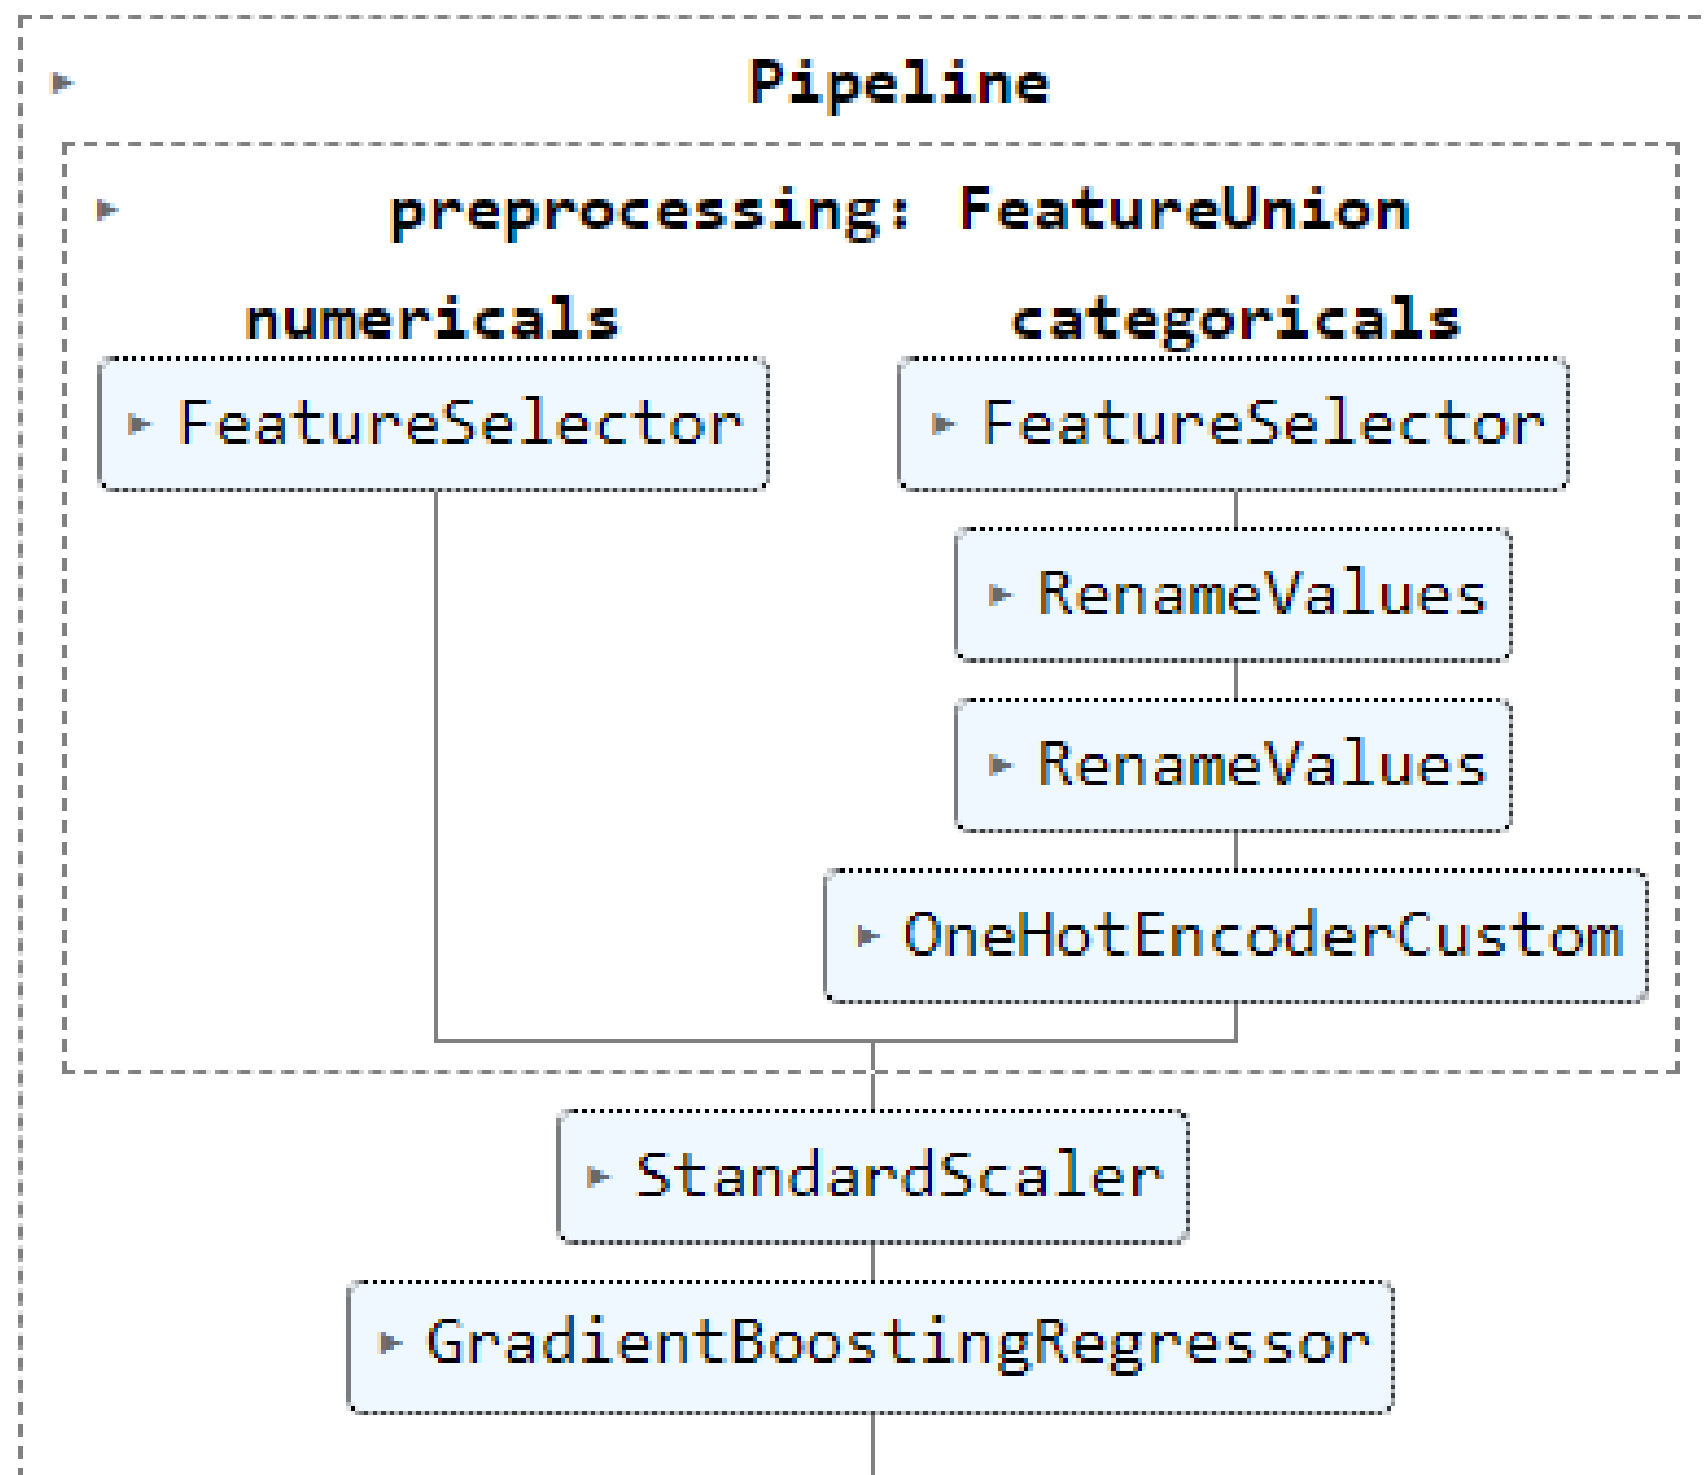 Pipeline
preprocessing: FeatureUnion
numericals
categoricals
FeatureSelector
FeatureSelector
RenameValues
RenameValues
OneHotEncoderCustom
StandardScaler
GradientBoostingRegressor